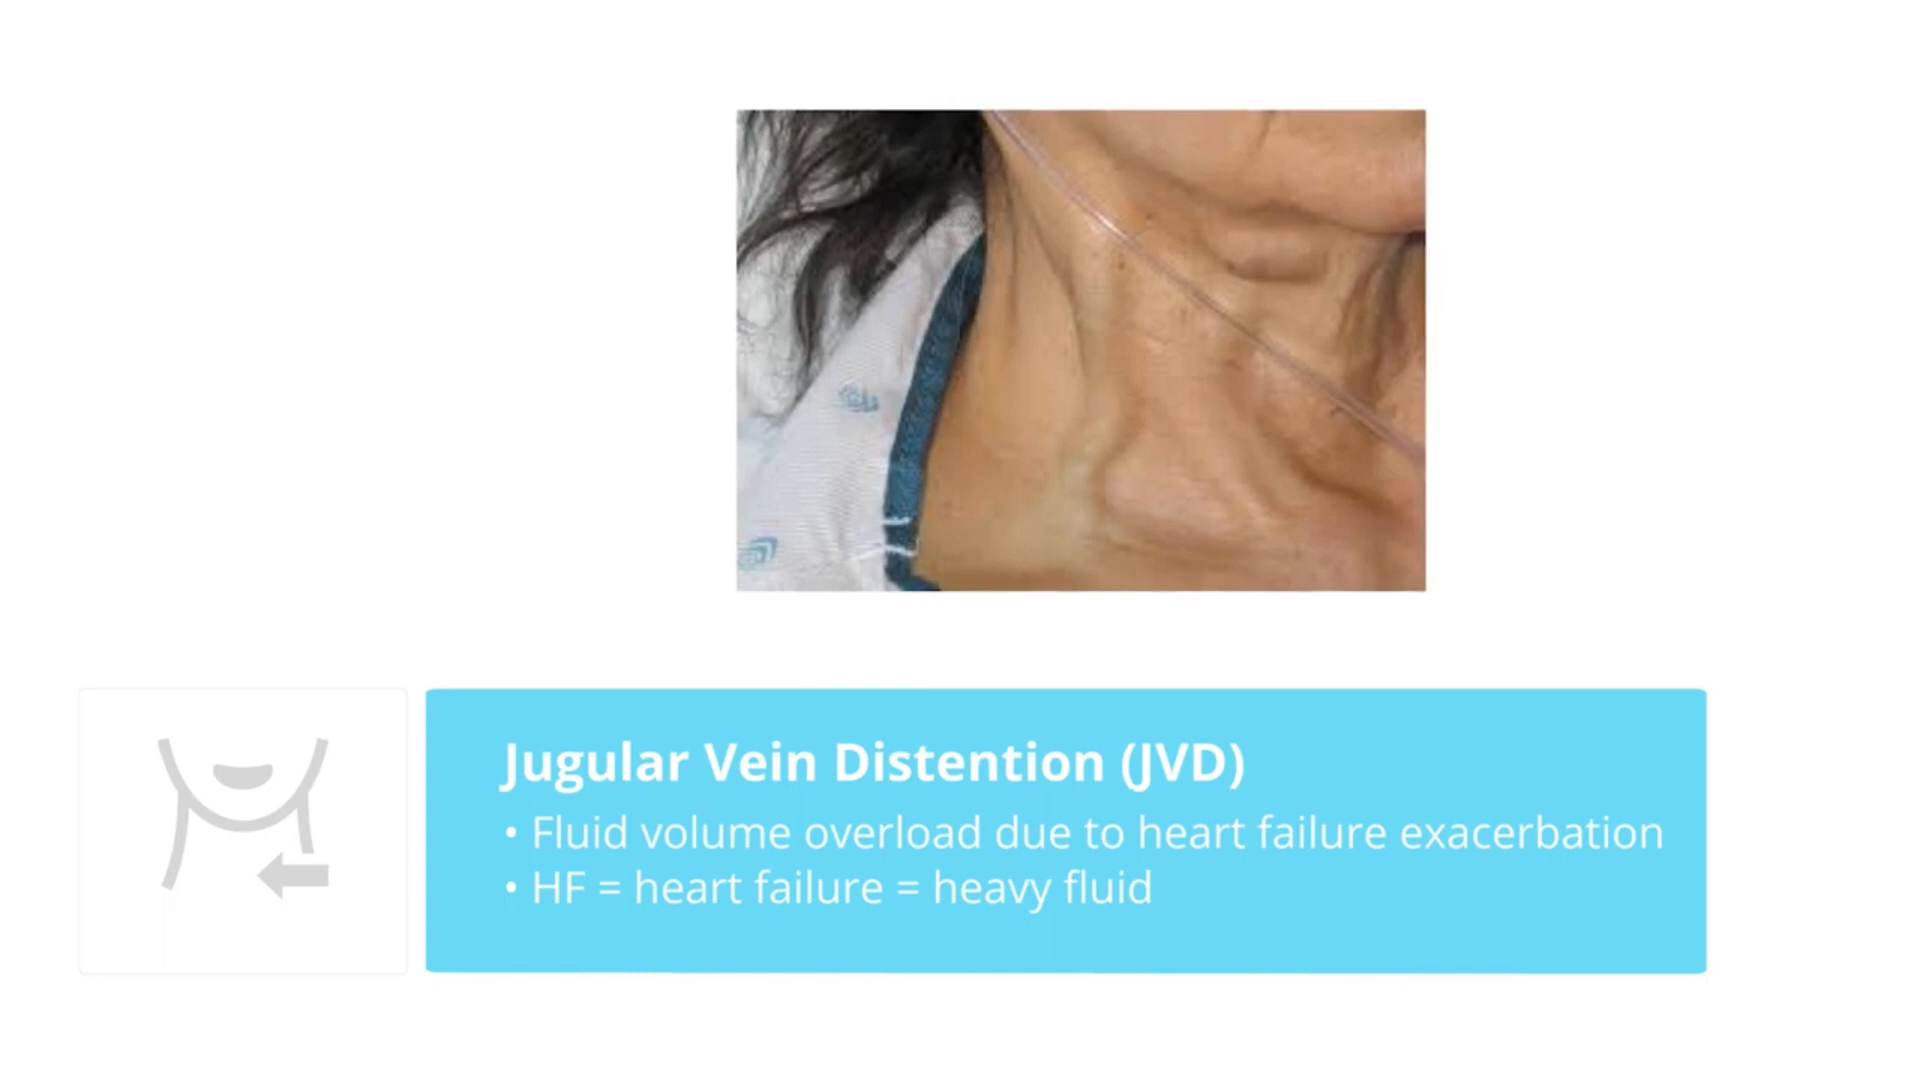 Jugular Vein Distention (JVD)
• Fluid volume overload due to heart failure exacerbation
• HF = heart failure = heavy fluid